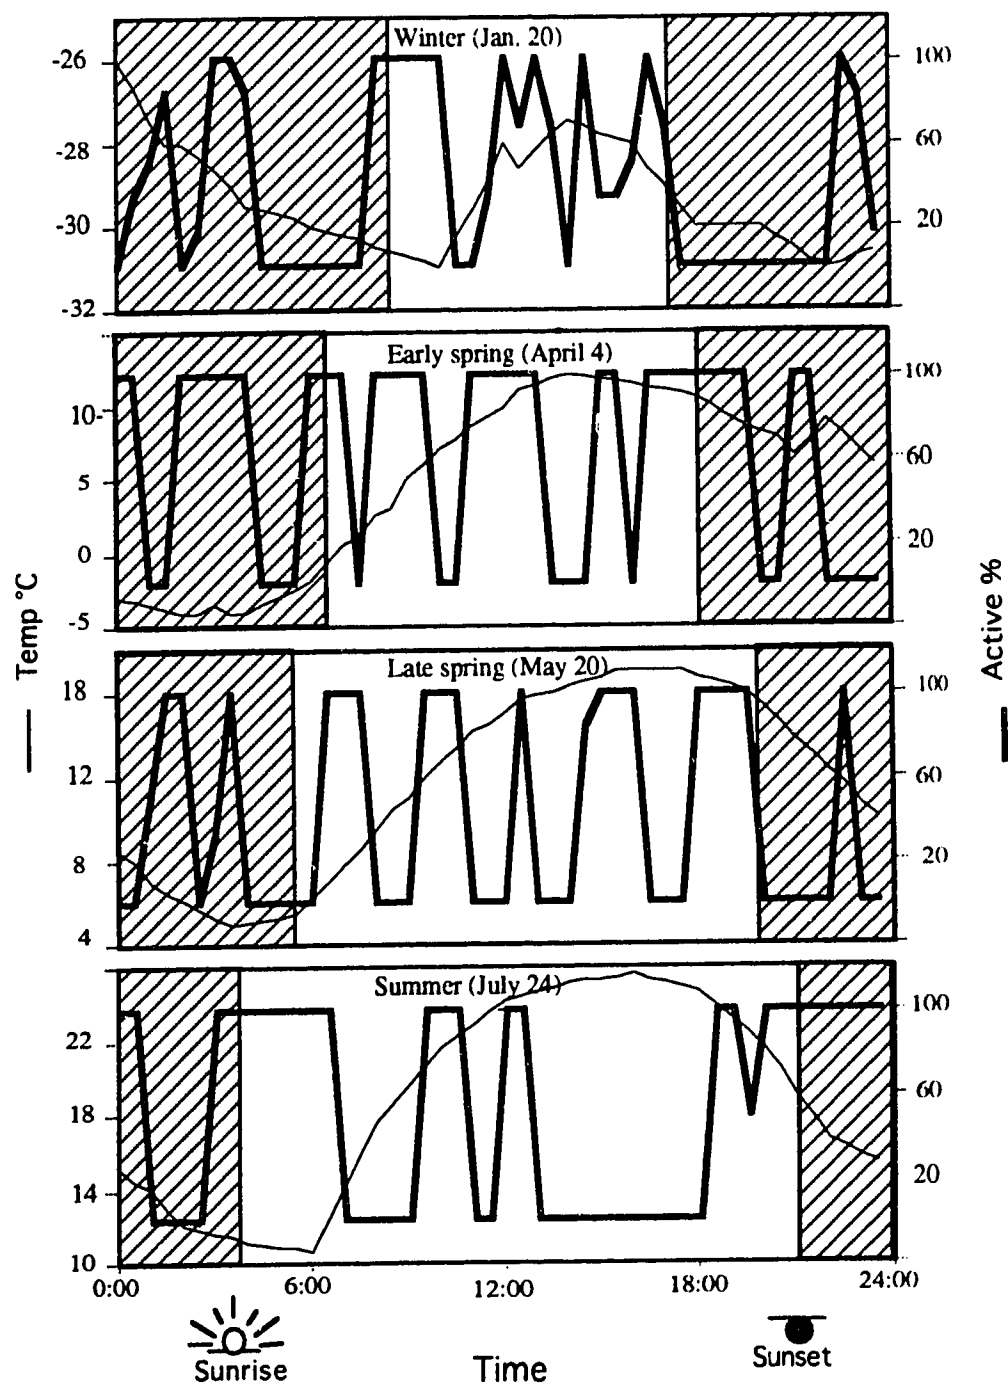 Winter (Jan. 20)
-26
-28
-30
-32
100
60
20
Early spring (April 4)
10-
5
0
-5
100
60
20
Late spring (May 20)
18
12
8
4
100
60
20
Summer (July 24)
22
18
14
10
100
60
20
Temp °C
Active %
0:00 6:00 12:00 18:00 24:00
Sunrise
Time
Sunset